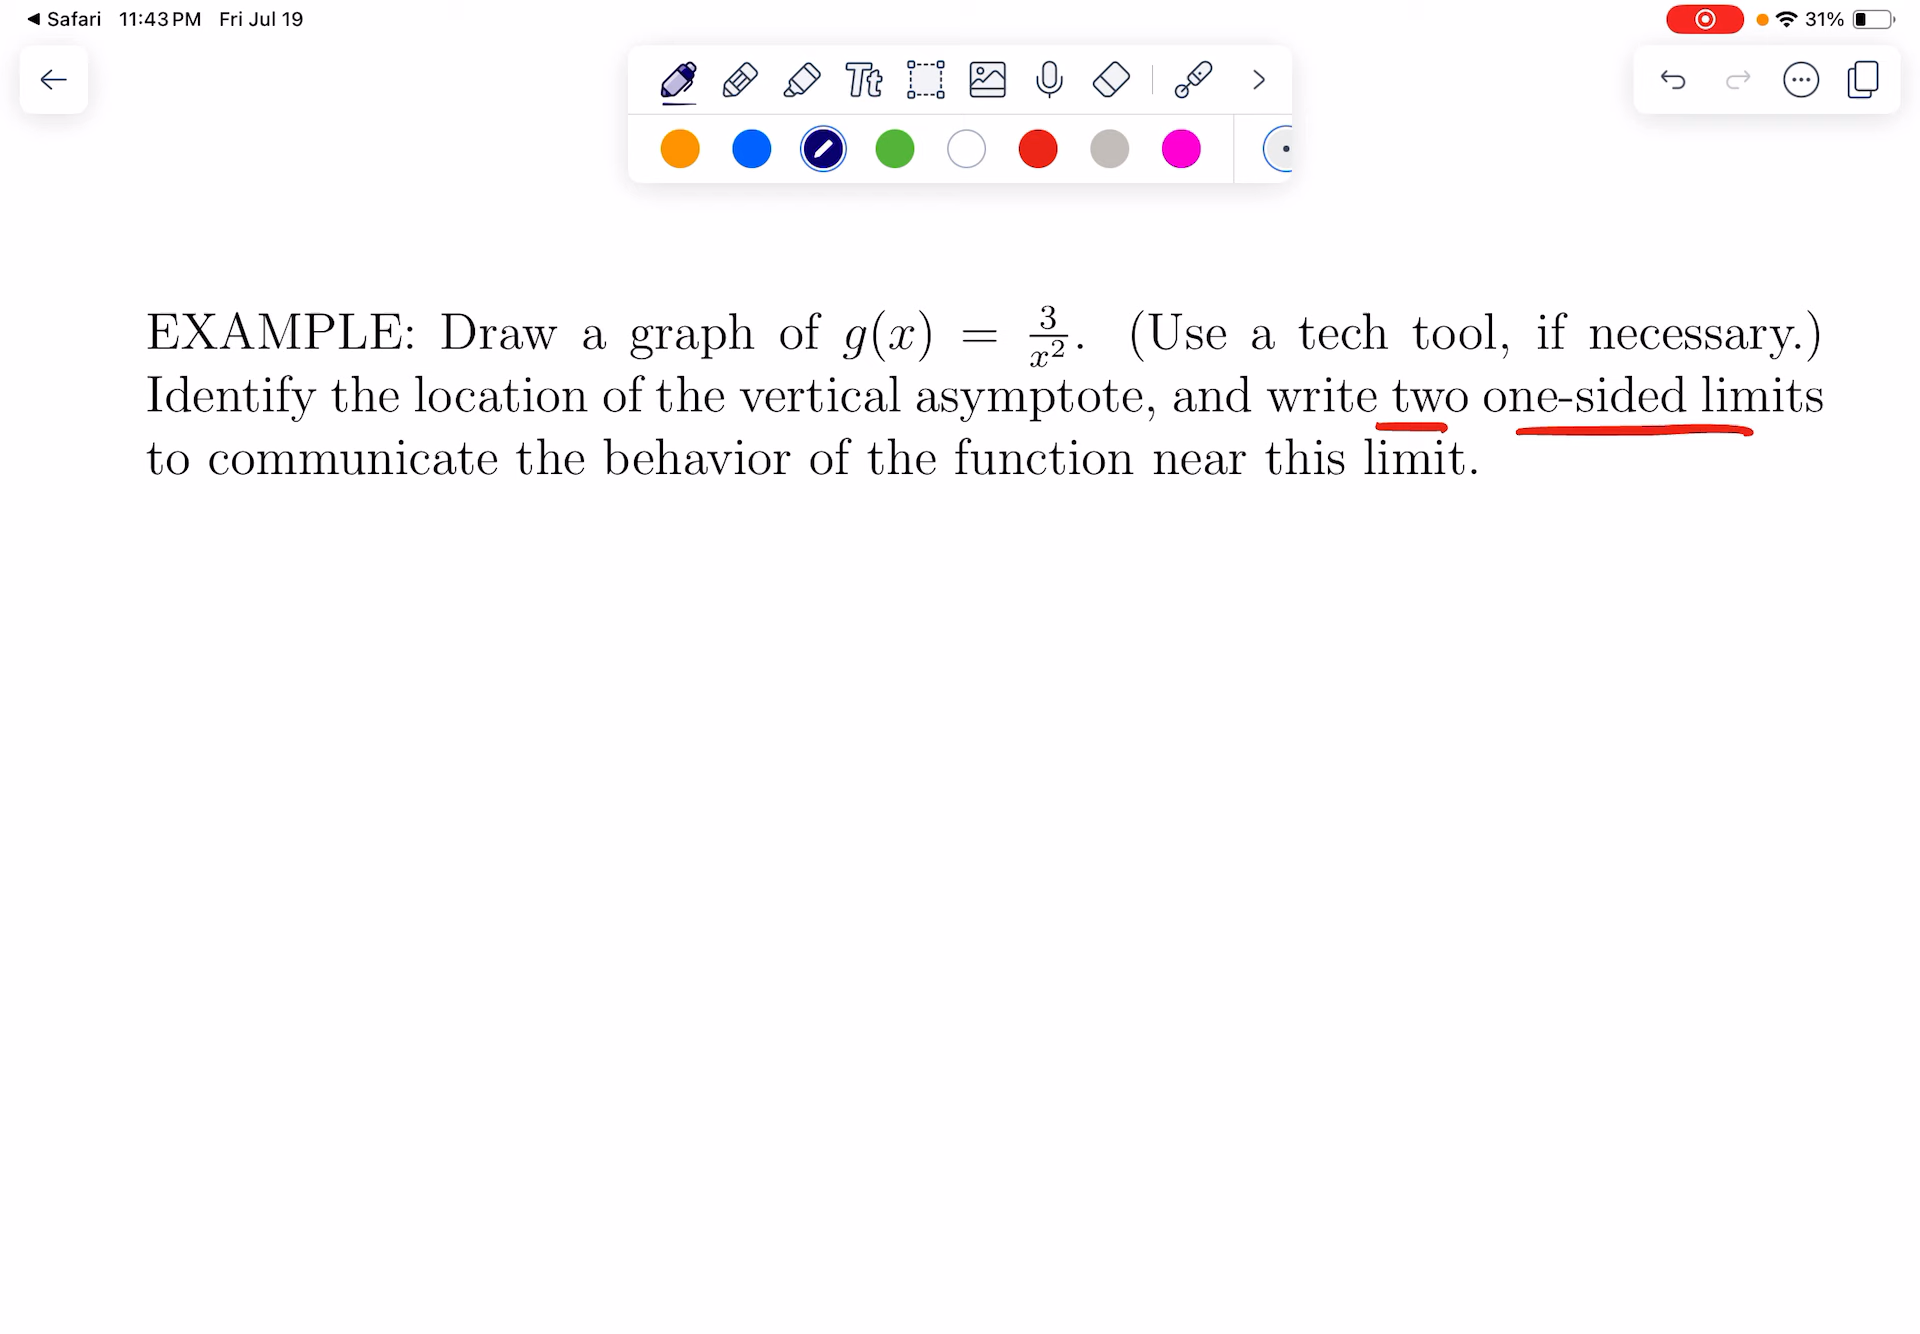 ◀ Safari 11:43 PM Fri Jul 19 31%
Tt
EXAMPLE: Draw a graph of g(x) = 3/x². (Use a tech tool, if necessary.)
Identify the location of the vertical asymptote, and write two one-sided limits
to communicate the behavior of the function near this limit.